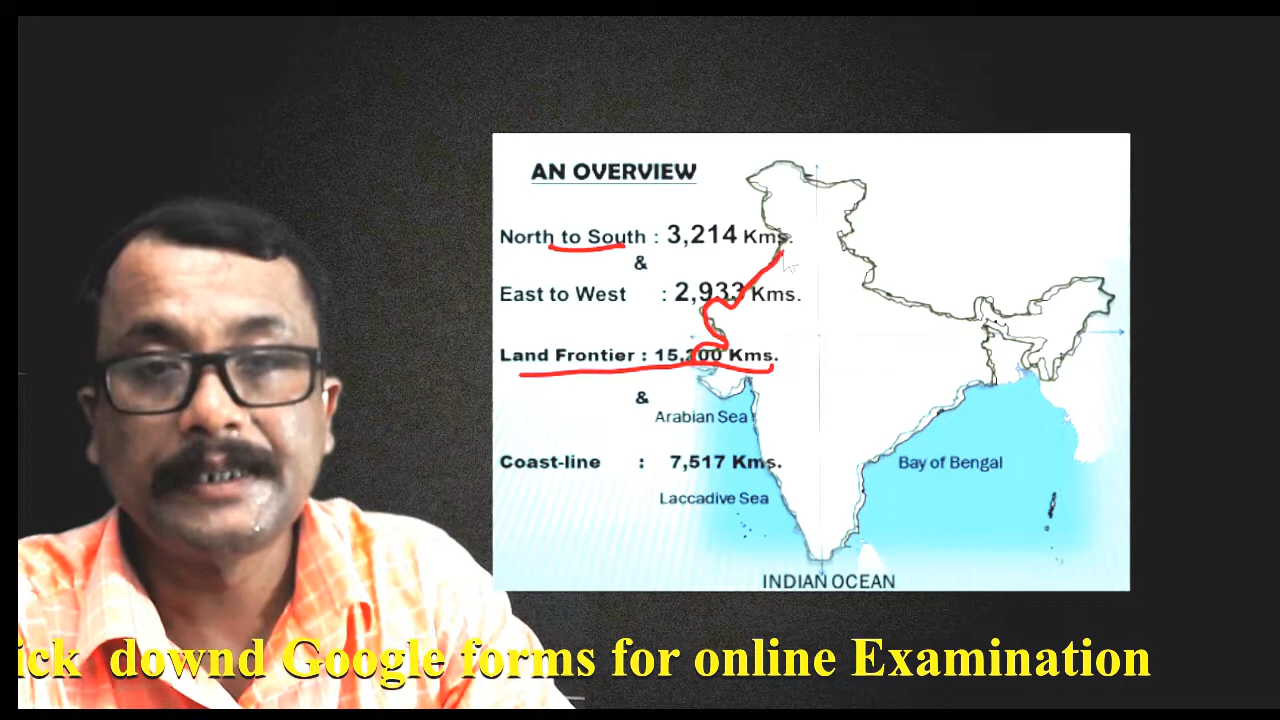 AN OVERVIEW
North to South : 3,214 Kms.
&
East to West : 2,933 Kms.
Land Frontier : 15,200 Kms.
&
Arabian Sea
Coast-line : 7,517 Kms.
Bay of Bengal
Laccadive Sea
INDIAN OCEAN
ick downd Google forms for online Examination